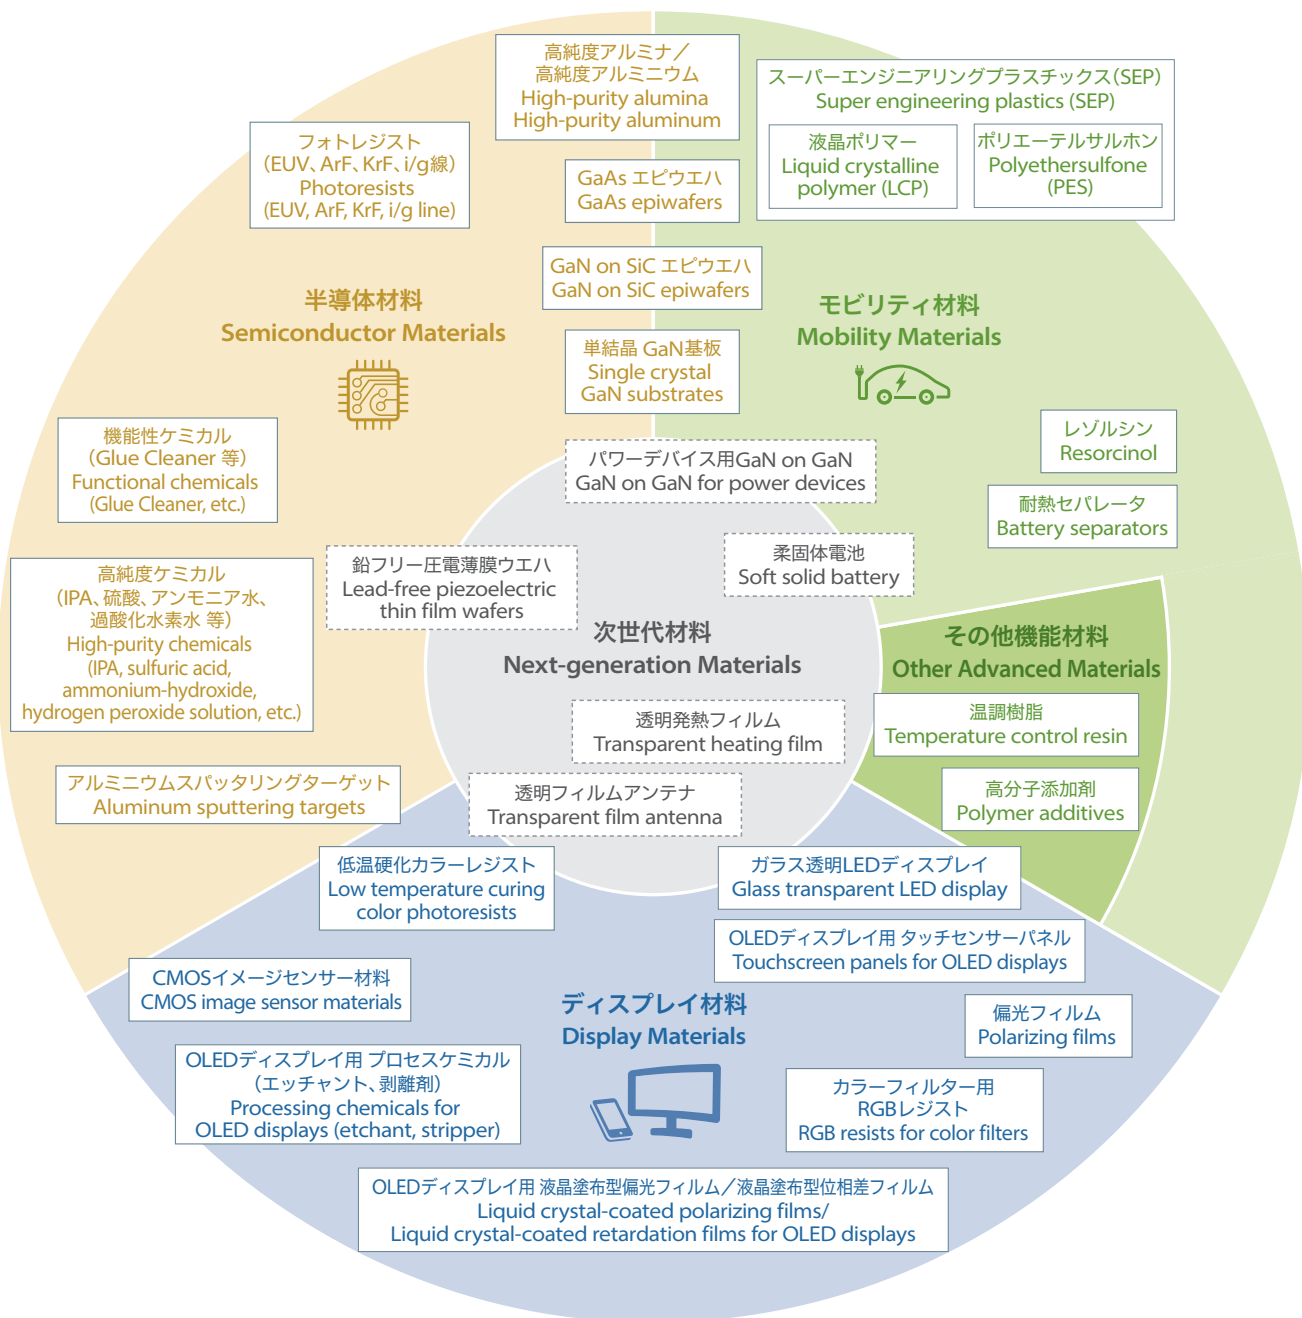 高純度アルミナ／
高純度アルミニウム
High-purity alumina
High-purity aluminum
スーパーエンジニアリングプラスチックス（SEP）
Super engineering plastics (SEP)
液晶ポリマー
Liquid crystalline
polymer (LCP)
ポリエーテルサルホン
Polyethersulfone
(PES)
フォトレジスト
（EUV、ArF、KrF、i/g線）
Photoresists
(EUV, ArF, KrF, i/g line)
GaAs エピウエハ
GaAs epiwafers
GaN on SiC エピウエハ
GaN on SiC epiwafers
半導体材料
Semiconductor Materials
モビリティ材料
Mobility Materials
単結晶 GaN基板
Single crystal
GaN substrates
機能性ケミカル
（Glue Cleaner 等）
Functional chemicals
(Glue Cleaner, etc.)
レゾルシン
Resorcinol
パワーデバイス用GaN on GaN
GaN on GaN for power devices
耐熱セパレータ
Battery separators
鉛フリー圧電薄膜ウエハ
Lead-free piezoelectric
thin film wafers
柔固体電池
Soft solid battery
高純度ケミカル
（IPA、硫酸、アンモニア水、
過酸化水素水 等）
High-purity chemicals
(IPA, sulfuric acid,
ammonium-hydroxide,
hydrogen peroxide solution, etc.)
次世代材料
Next-generation Materials
その他機能材料
Other Advanced Materials
温調樹脂
Temperature control resin
透明発熱フィルム
Transparent heating film
アルミニウムスパッタリングターゲット
Aluminum sputtering targets
透明フィルムアンテナ
Transparent film antenna
高分子添加剤
Polymer additives
低温硬化カラーレジスト
Low temperature curing
color photoresists
ガラス透明LEDディスプレイ
Glass transparent LED display
OLEDディスプレイ用 タッチセンサーパネル
Touchscreen panels for OLED displays
CMOSイメージセンサー材料
CMOS image sensor materials
ディスプレイ材料
Display Materials
偏光フィルム
Polarizing films
OLEDディスプレイ用 プロセスケミカル
（エッチャント、剥離剤）
Processing chemicals for
OLED displays (etchant, stripper)
カラーフィルター用
RGBレジスト
RGB resists for color filters
OLEDディスプレイ用 液晶塗布型偏光フィルム／液晶塗布型位相差フィルム
Liquid crystal-coated polarizing films/
Liquid crystal-coated retardation films for OLED displays